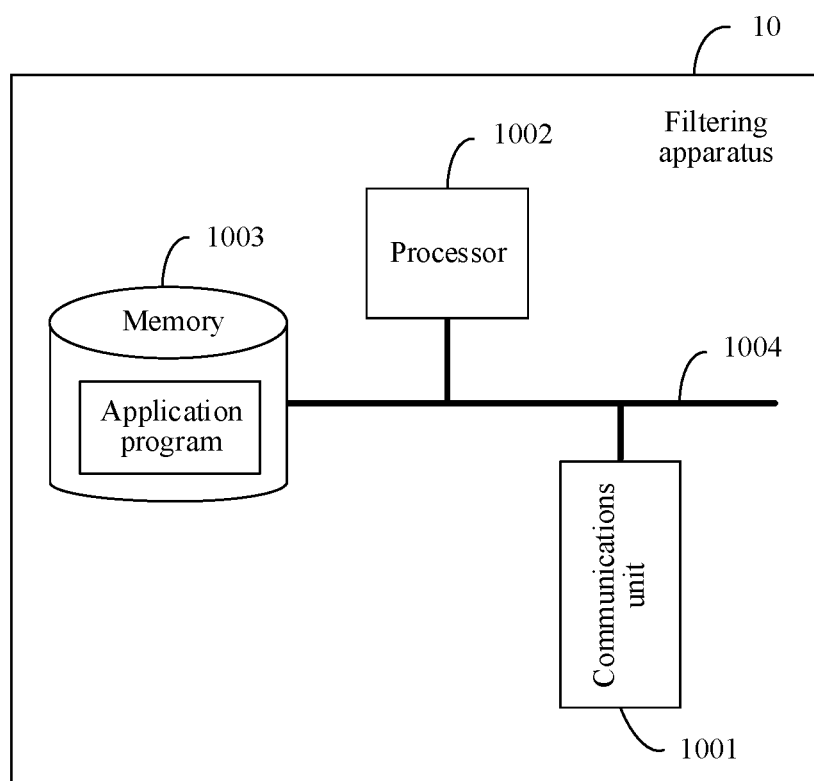 10
Filtering
apparatus
1002
Processor
1003
Memory
Application
program
1004
Communications
unit
1001